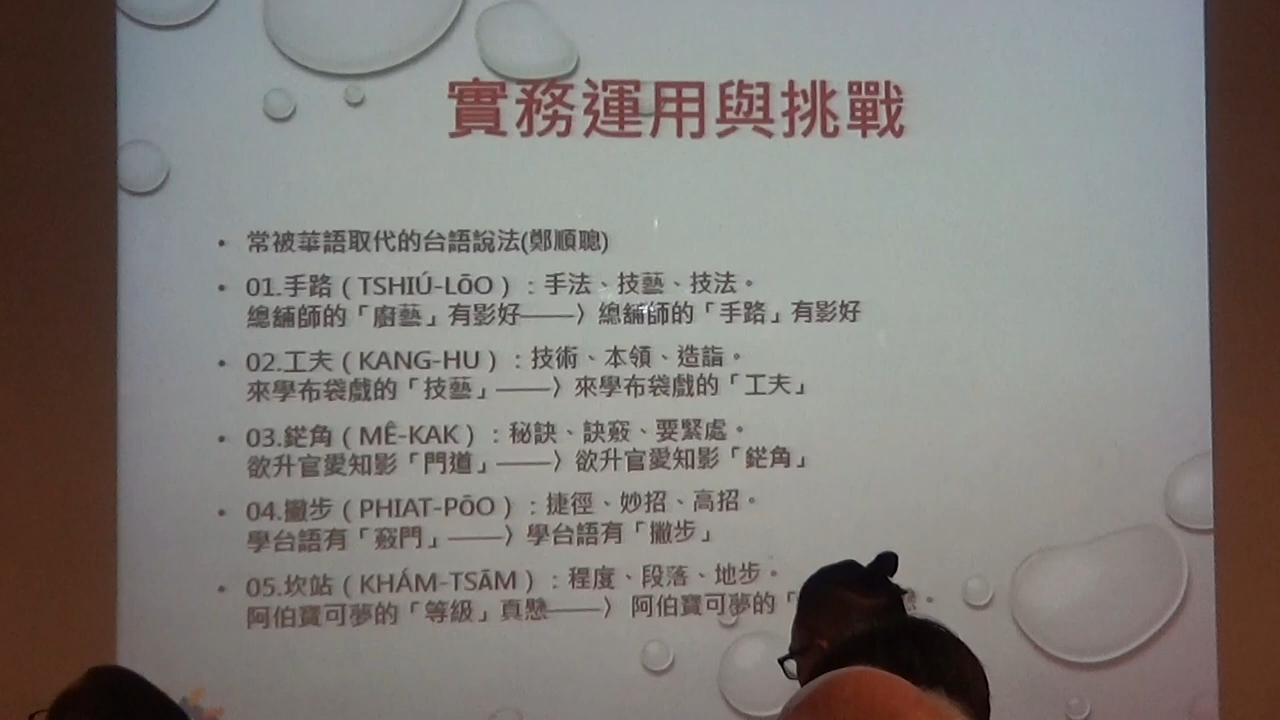 實務運用與挑戰
• 常被華語取代的台語說法(鄭順聰)
• 01.手路（TSHIÚ-LŌO）：手法、技藝、技法。
總舖師的「廚藝」有影好——〉總舖師的「手路」有影好
• 02.工夫（KANG-HU）：技術、本領、造詣。
來學布袋戲的「技藝」——〉來學布袋戲的「工夫」
• 03.鋩角（MÊ-KAK）：秘訣、訣竅、要緊處。
欲升官愛知影「門道」——〉欲升官愛知影「鋩角」
• 04.撇步（PHIAT-PŌO）：捷徑、妙招、高招。
學台語有「竅門」——〉學台語有「撇步」
• 05.坎站（KHÁM-TSĀM）：程度、段落、地步。
阿伯寶可夢的「等級」真懸——〉 阿伯寶可夢的「